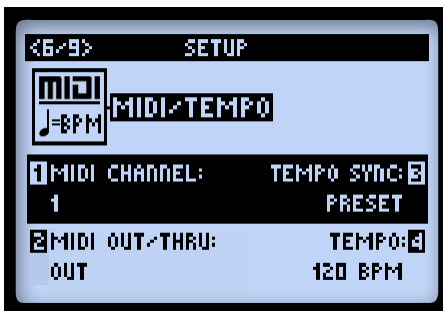 <6/9> SETUP
MIDI
♩=BPM
MIDI/TEMPO
1 MIDI CHANNEL: TEMPO SYNC: 3
1 PRESET
2 MIDI OUT/THRU: TEMPO: 4
OUT 120 BPM